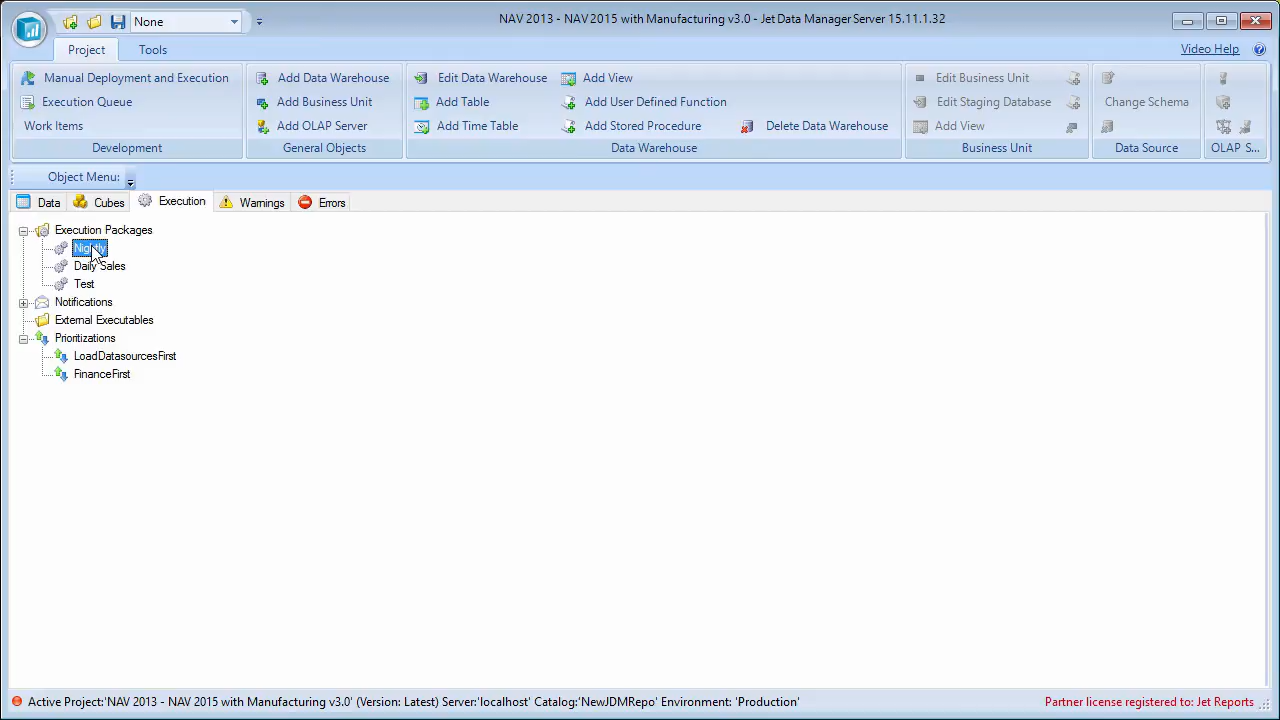 None
NAV 2013 - NAV 2015 with Manufacturing v3.0 - Jet Data Manager Server 15.11.1.32
Project
Tools
Video Help
Manual Deployment and Execution
Execution Queue
Work Items
Development
Add Data Warehouse
Add Business Unit
Add OLAP Server
General Objects
Edit Data Warehouse
Add Table
Add Time Table
Add View
Add User Defined Function
Add Stored Procedure
Delete Data Warehouse
Data Warehouse
Edit Business Unit
Edit Staging Database
Add View
Business Unit
Change Schema
Data Source
OLAP S...
Object Menu:
Data
Cubes
Execution
Warnings
Errors
Execution Packages
Nightly
Daily Sales
Test
Notifications
External Executables
Prioritizations
LoadDatasourcesFirst
FinanceFirst
Active Project:'NAV 2013 - NAV 2015 with Manufacturing v3.0' (Version: Latest) Server:'localhost' Catalog:'NewJDMRepo' Environment: 'Production'
Partner license registered to: Jet Reports